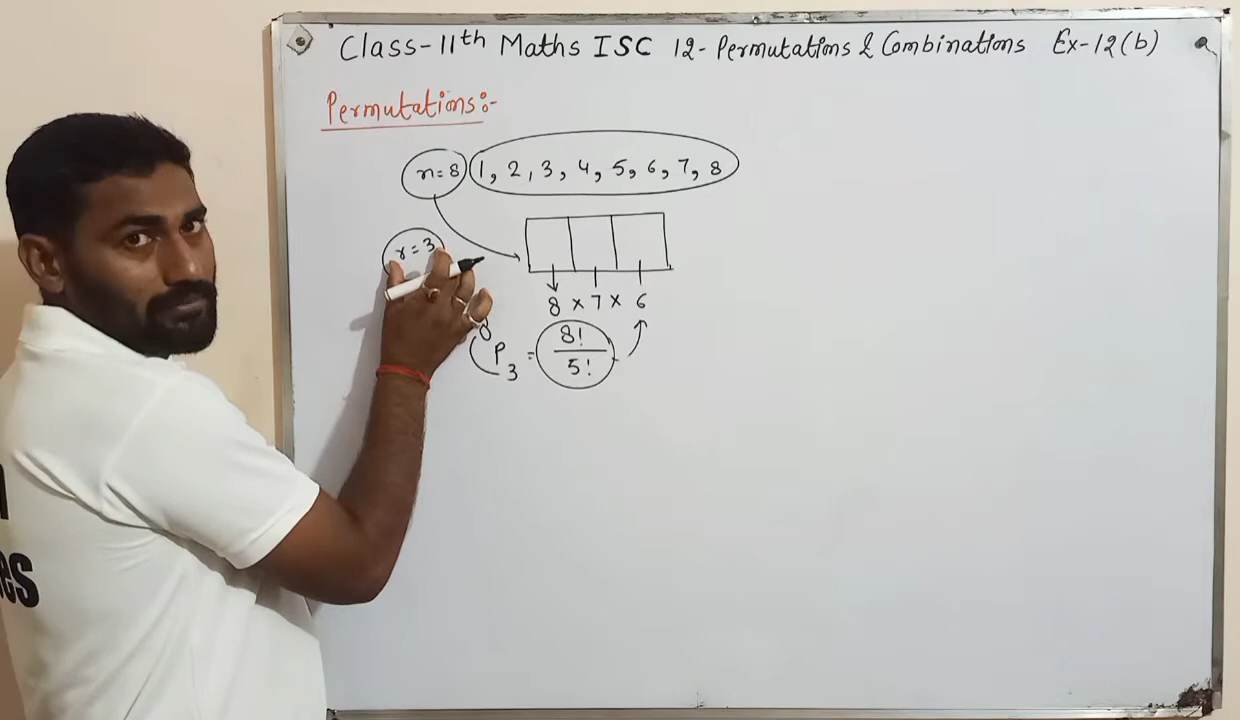 Class-11th Maths ISC 12- Permutations & Combinations Ex-12(b)
Permutations:-
n=8 1, 2, 3, 4, 5, 6, 7, 8
r=3
8 × 7 × 6
8P3 = 8!/5!
es